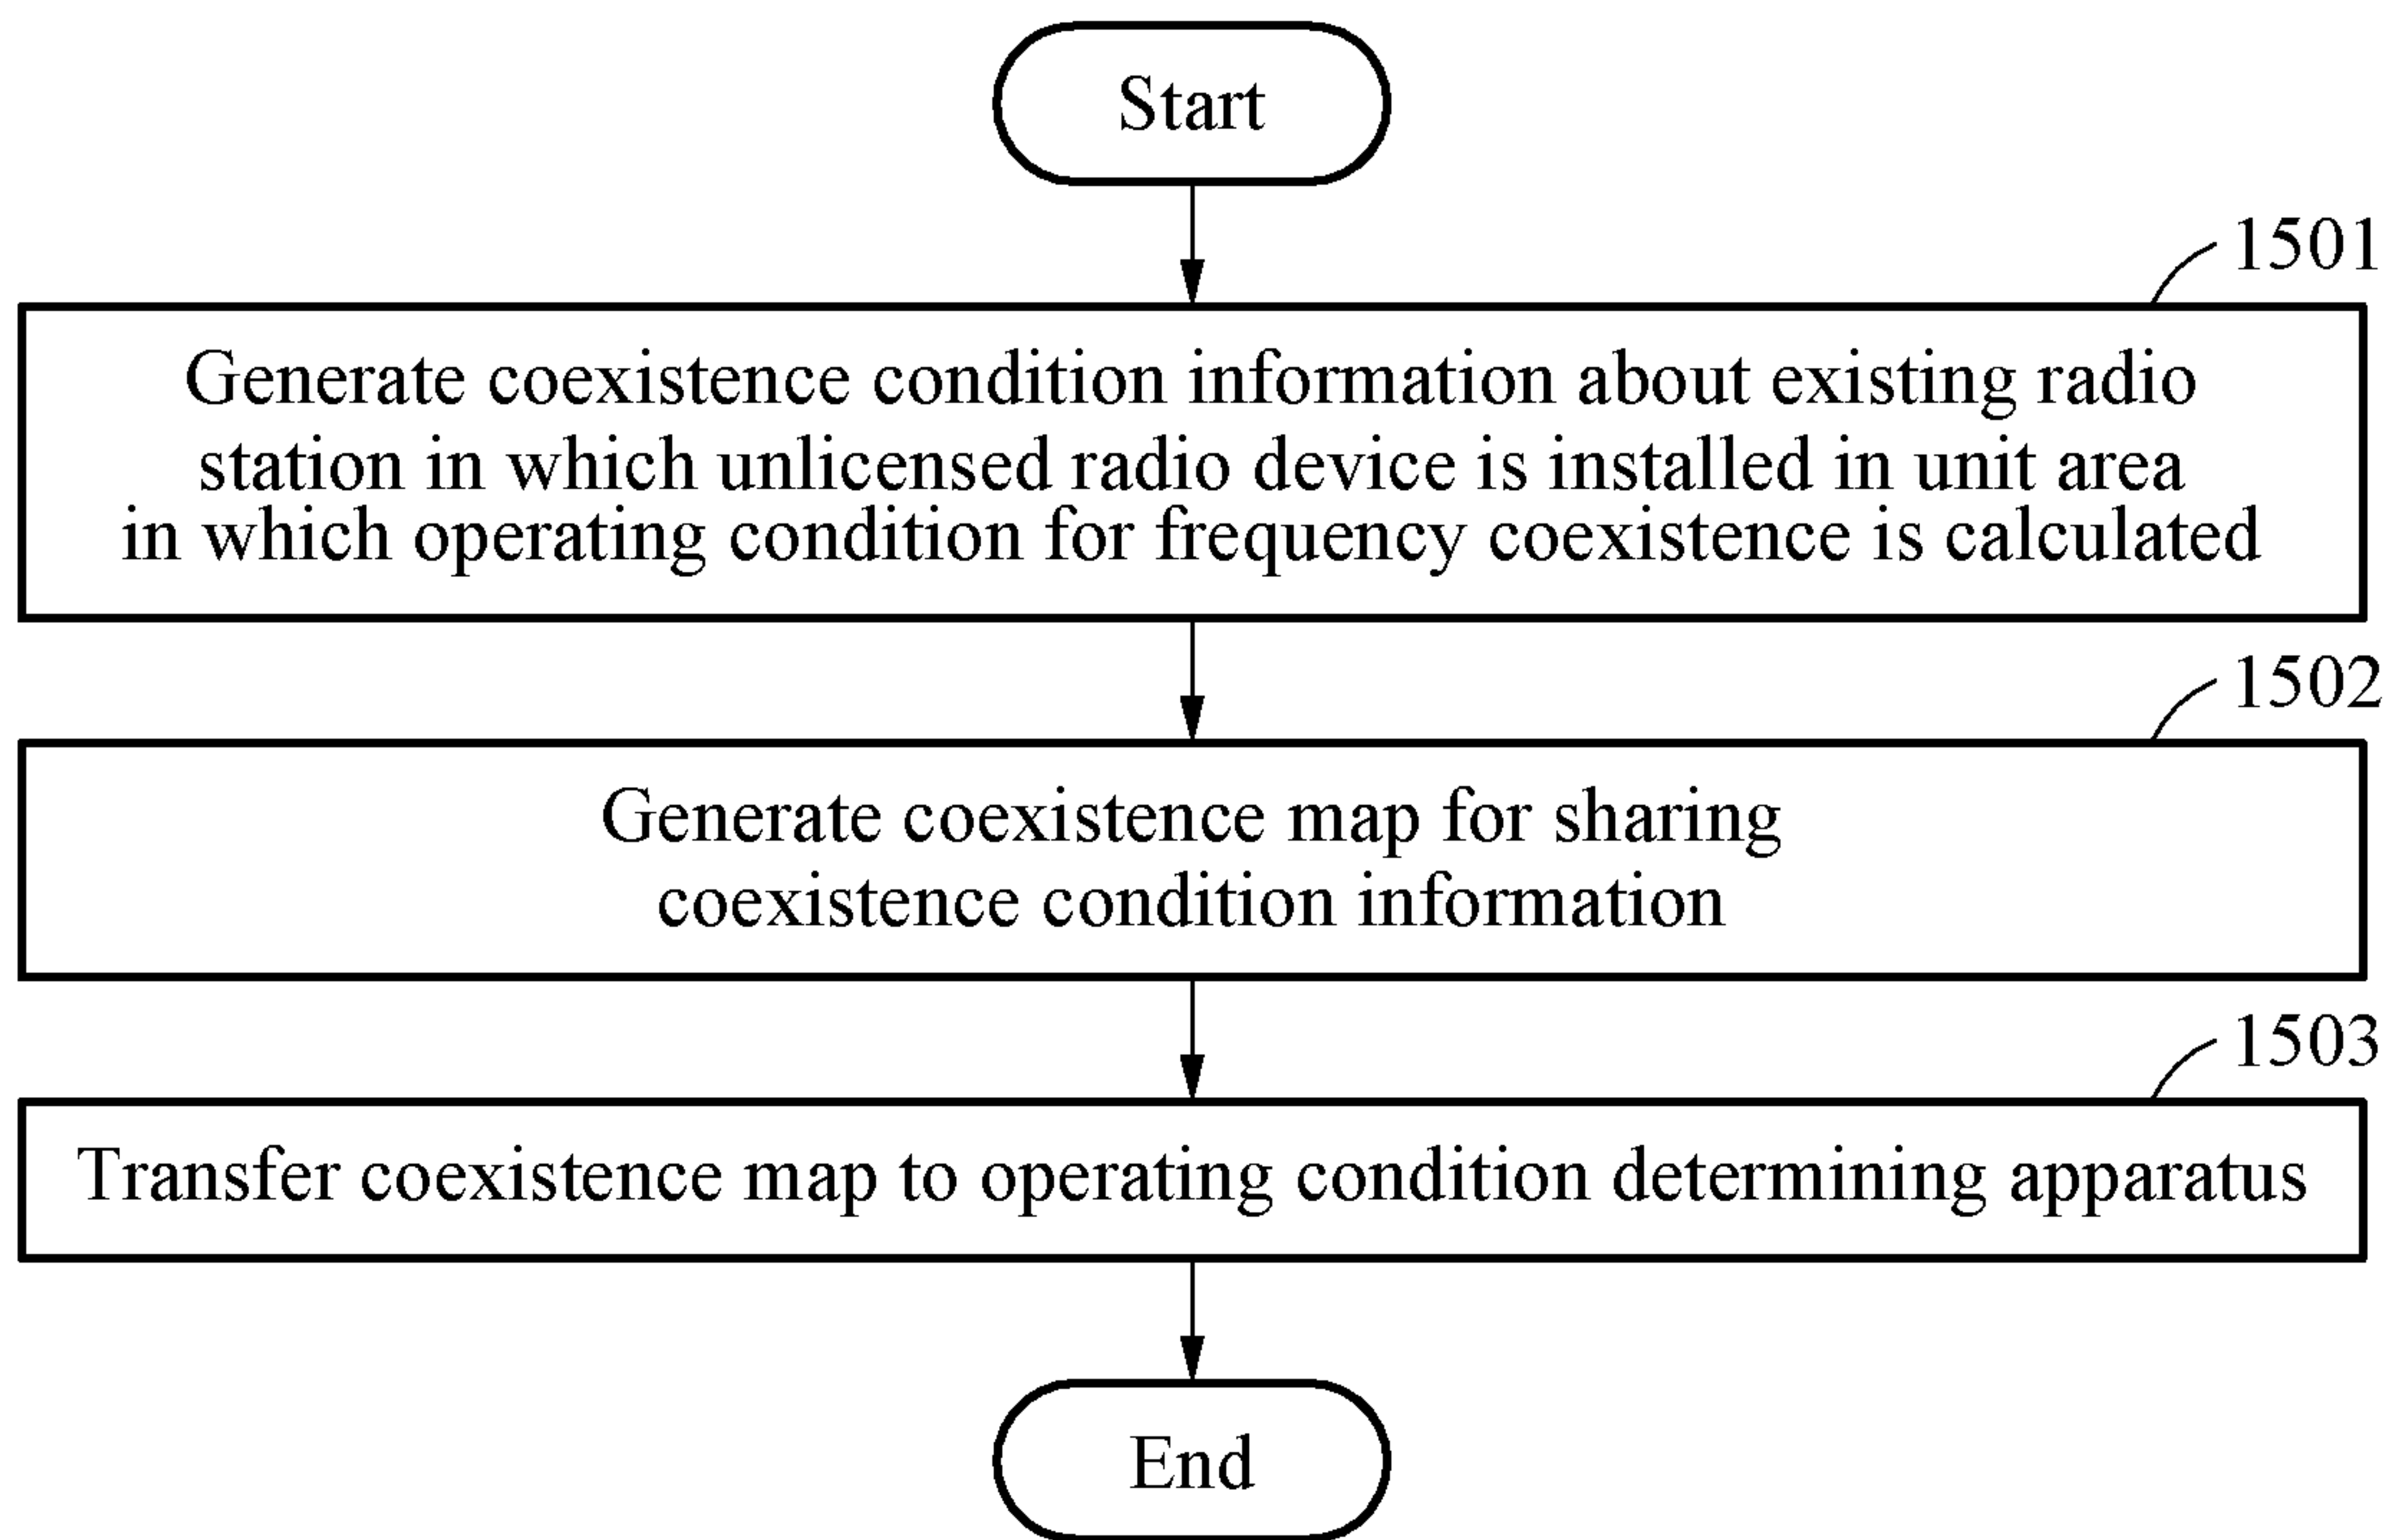 Start
1501
Generate coexistence condition information about existing radio
station in which unlicensed radio device is installed in unit area
in which operating condition for frequency coexistence is calculated
1502
Generate coexistence map for sharing
coexistence condition information
1503
Transfer coexistence map to operating condition determining apparatus
End